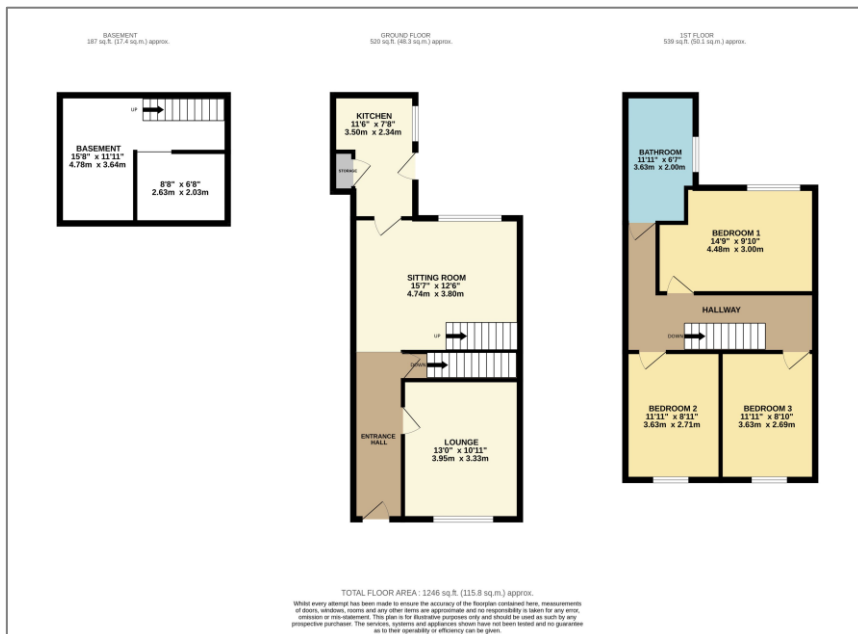 BASEMENT
187 sq.ft. (17.4 sq.m.) approx.
GROUND FLOOR
520 sq.ft. (48.3 sq.m.) approx.
1ST FLOOR
539 sq.ft. (50.1 sq.m.) approx.
UP
BASEMENT
15'8" x 11'11"
4.78m x 3.64m
8'8" x 6'8"
2.63m x 2.03m
KITCHEN
11'6" x 7'8"
3.50m x 2.34m
STORAGE
SITTING ROOM
15'7" x 12'6"
4.74m x 3.80m
UP
DOWN
ENTRANCE
HALL
LOUNGE
13'0" x 10'11"
3.95m x 3.33m
BATHROOM
11'11" x 6'7"
3.63m x 2.00m
BEDROOM 1
14'9" x 9'10"
4.48m x 3.00m
HALLWAY
DOWN
BEDROOM 2
11'11" x 8'11"
3.63m x 2.71m
BEDROOM 3
11'11" x 8'10"
3.63m x 2.69m
TOTAL FLOOR AREA : 1246 sq.ft. (115.8 sq.m.) approx.
Whilst every attempt has been made to ensure the accuracy of the floorplan contained here, measurements
of doors, windows, rooms and any other items are approximate and no responsibility is taken for any error,
omission or mis-statement. This plan is for illustrative purposes only and should be used as such by any
prospective purchaser. The services, systems and appliances shown have not been tested and no guarantee
as to their operability or efficiency can be given.